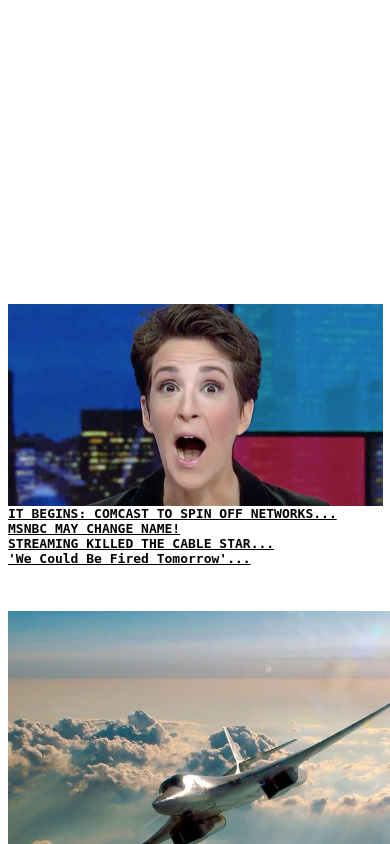 IT BEGINS: COMCAST TO SPIN OFF NETWORKS...
MSNBC MAY CHANGE NAME!
STREAMING KILLED THE CABLE STAR...
'We Could Be Fired Tomorrow'...